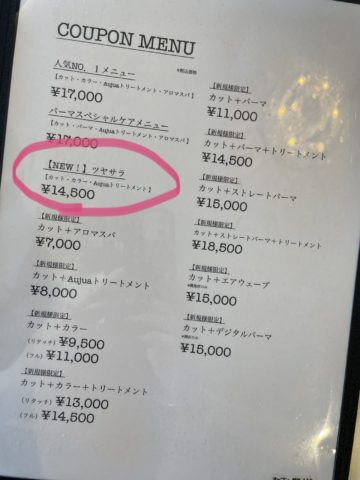 COUPON MENU
*税込価格
人気NO. 1メニュー
【カット・カラー・Aujuaトリートメント・アロマスパ】
¥17,000
パーマスペシャルケアメニュー
【カット・パーマ・Aujuaトリートメント・アロマスパ】
¥17,000
【NEW!】ツヤサラ
【カット・カラー・Aujuaトリートメント】
¥14,500
【新規様限定】
カット+アロマスパ
¥7,000
【新規様限定】
カット+Aujuaトリートメント
¥8,000
【新規様限定】
カット+カラー
(リタッチ) ¥9,500
(フル) ¥11,000
【新規様限定】
カット+カラー+トリートメント
(リタッチ) ¥13,000
(フル) ¥14,500
【新規様限定】
カット+パーマ
¥11,000
【新規様限定】
カット+パーマ+トリートメント
¥14,500
【新規様限定】
カット+ストレートパーマ
¥15,000
【新規様限定】
カット+ストレートパーマ+トリートメント
¥18,500
【新規様限定】
カット+エアウェーブ
¥15,000
【新規様限定】
カット+デジタルパーマ
¥15,000